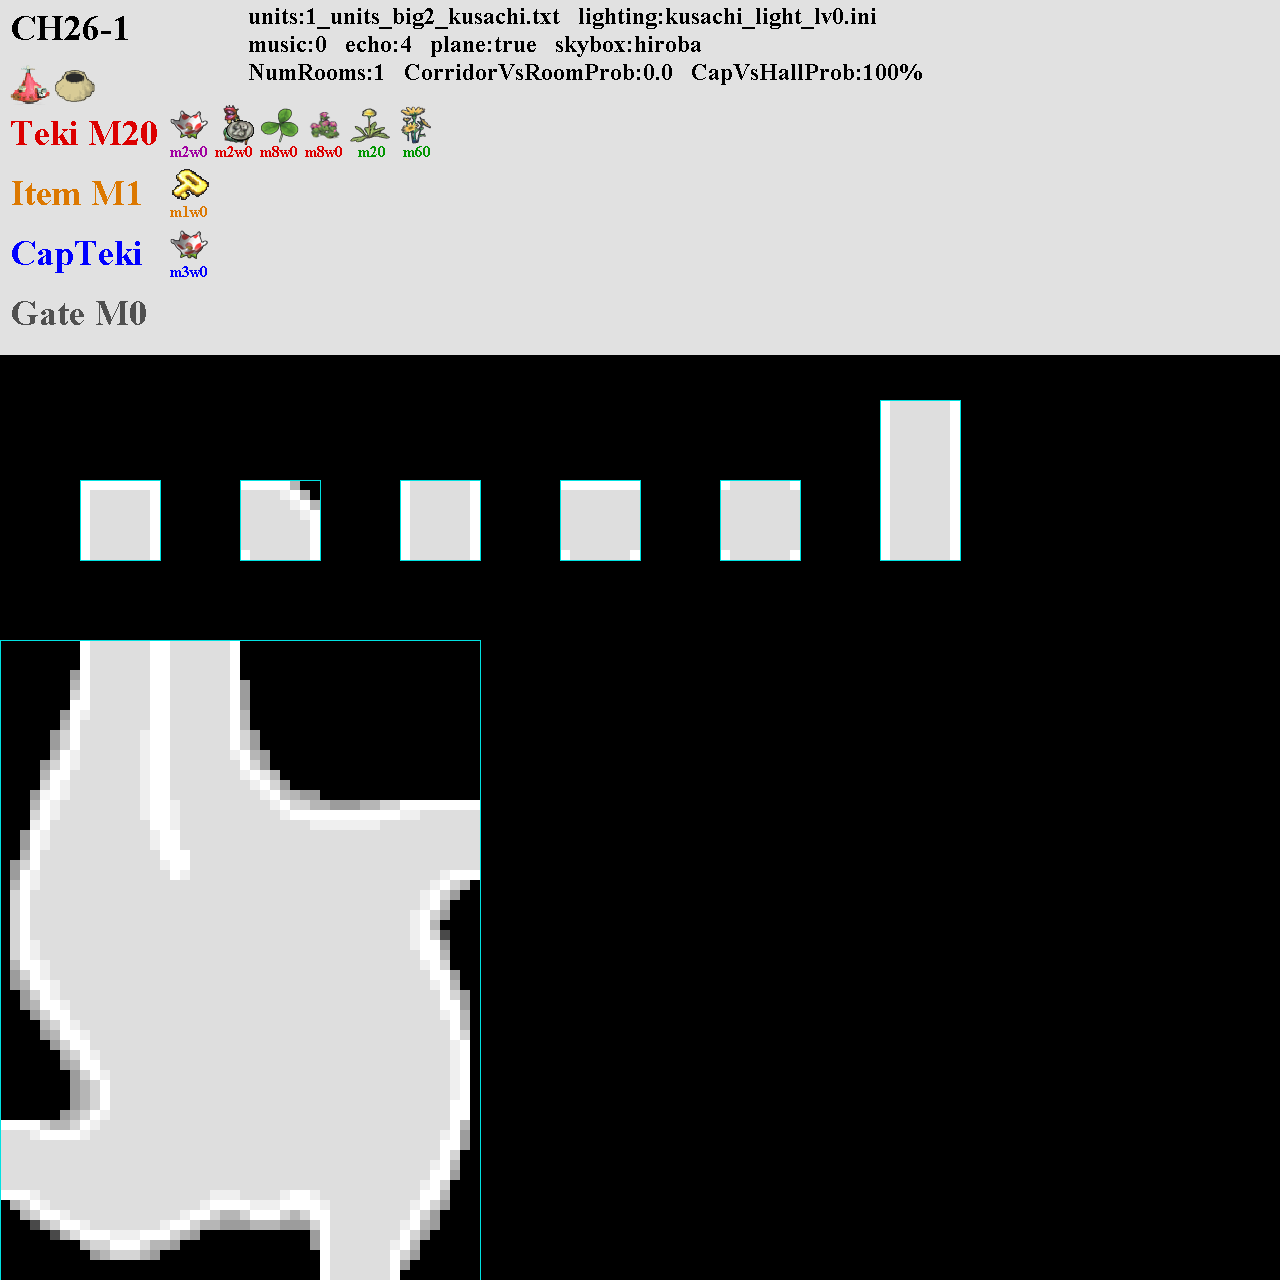 CH26-1
units:1_units_big2_kusachi.txt lighting:kusachi_light_lv0.ini
music:0 echo:4 plane:true skybox:hiroba
NumRooms:1 CorridorVsRoomProb:0.0 CapVsHallProb:100%
Teki M20
m2w0 m2w0 m8w0 m8w0 m20 m60
Item M1
m1w0
CapTeki
m3w0
Gate M0